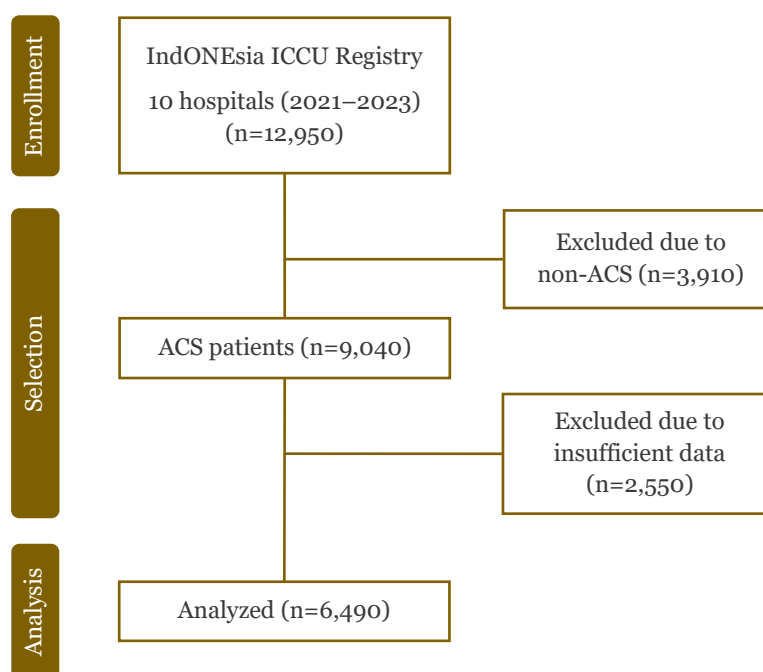 Enrollment
IndONEsia ICCU Registry
10 hospitals (2021–2023)
(n=12,950)
Selection
Excluded due to
non-ACS (n=3,910)
ACS patients (n=9,040)
Excluded due to
insufficient data
(n=2,550)
Analysis
Analyzed (n=6,490)